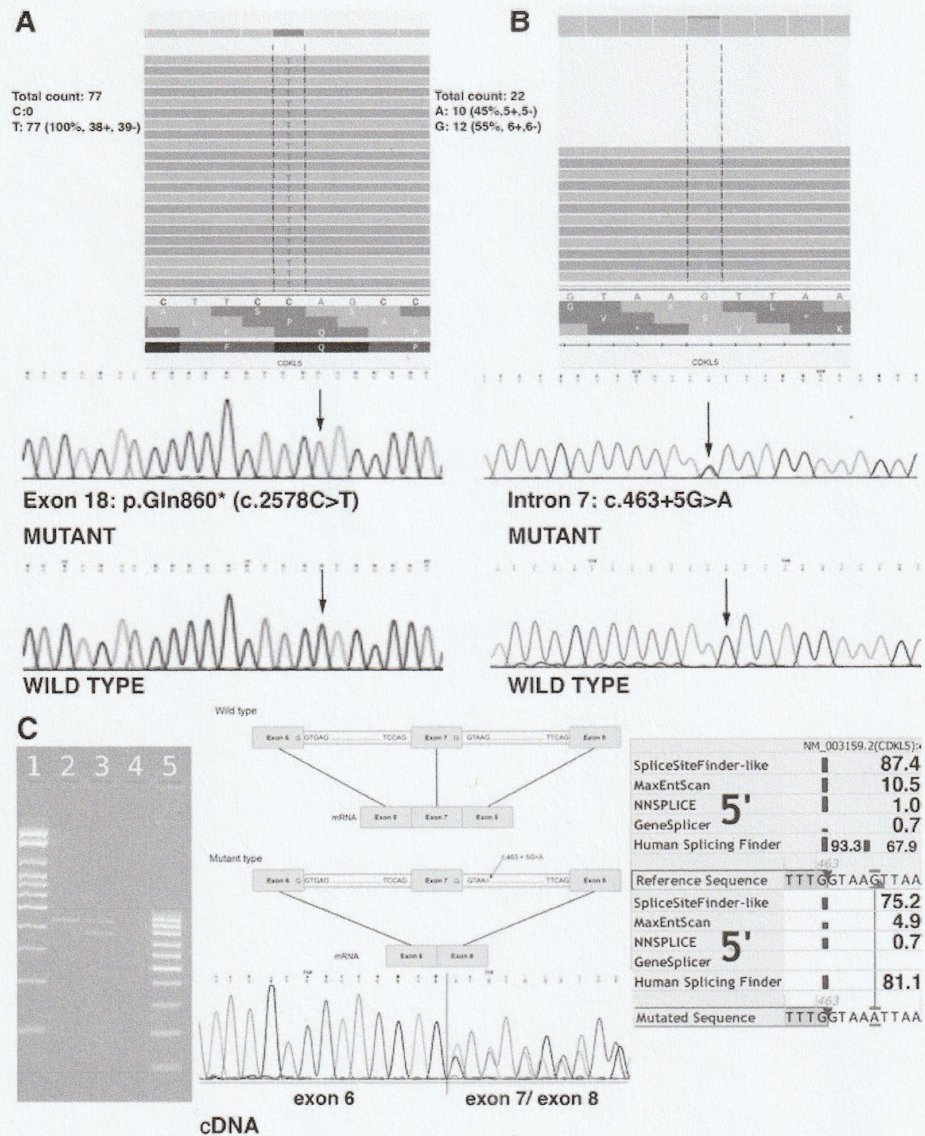 A
Total count: 77
C:0
T: 77 (100%, 38+, 39-)
T
T
T
T
T
T
T
T
T
T
T
C T T C C A G C C
CDKL5
Exon 18: p.Gln860* (c.2578C>T)
MUTANT
WILD TYPE
B
Total count: 22
A: 10 (45%,5+,5-)
G: 12 (55%, 6+,6-)
G T A A G T T A A
CDKL5
Intron 7: c.463+5G>A
MUTANT
WILD TYPE
C
1 2 3 4 5
Wild type
Exon 6 G GTGAG TCCAG Exon 7 G GTAAG TTCAG Exon 8
mRNA Exon 6 Exon 7 Exon 8
Mutant type
c.463 + 5G>A
Exon 6 G GTGAG TCCAG Exon 7 G GTAAA TTCAG Exon 8
mRNA Exon 6 Exon 8
exon 6 exon 7/ exon 8
cDNA
NM_003159.2(CDKL5):
SpliceSiteFinder-like 87.4
MaxEntScan 10.5
NNSPLICE 5' 1.0
GeneSplicer 0.7
Human Splicing Finder 93.3 67.9
463
Reference Sequence TTTGGTAAGTTAA
SpliceSiteFinder-like 75.2
MaxEntScan 4.9
NNSPLICE 5' 0.7
GeneSplicer
Human Splicing Finder 81.1
463
Mutated Sequence TTTGGTAAATTAA